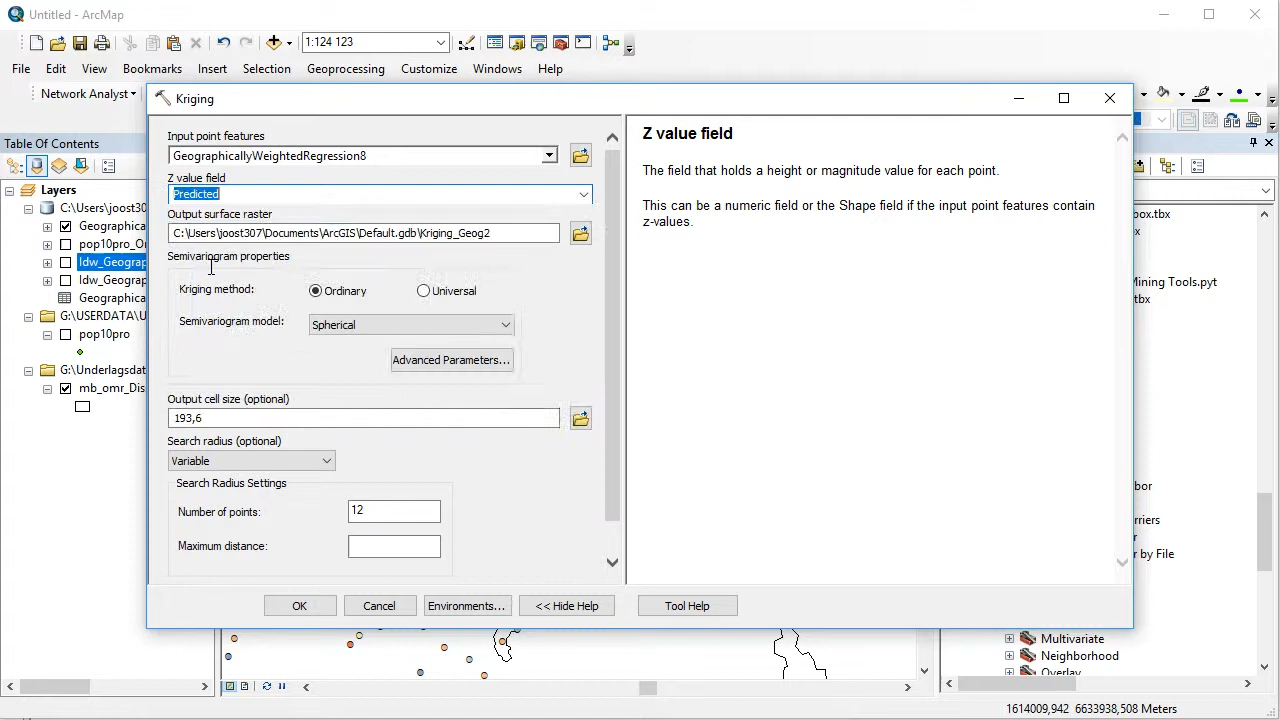 Untitled - ArcMap
1:124 123
File Edit View Bookmarks Insert Selection Geoprocessing Customize Windows Help
Network Analyst
Kriging
Table Of Contents
Layers
C:\Users\joost30
Geographica
pop10pro_Or
Idw_Geograp
Idw_Geograp
Geographica
G:\USERDATA\U
pop10pro
G:\Underlagsdat
mb_omr_Dis
Input point features
GeographicallyWeightedRegression8
Z value field
Predicted
Output surface raster
C:\Users\joost307\Documents\ArcGIS\Default.gdb\Kriging_Geog2
Semivariogram properties
Kriging method:
Ordinary
Universal
Semivariogram model:
Spherical
Advanced Parameters...
Output cell size (optional)
193,6
Search radius (optional)
Variable
Search Radius Settings
Number of points:
12
Maximum distance:
OK
Cancel
Environments...
<< Hide Help
Tool Help
Z value field
The field that holds a height or magnitude value for each point.
This can be a numeric field or the Shape field if the input point features contain
z-values.
box.tbx
Mining Tools.pyt
tbx
bor
rriers
r
r by File
Multivariate
Neighborhood
Overlay
1614009,942 6633938,508 Meters